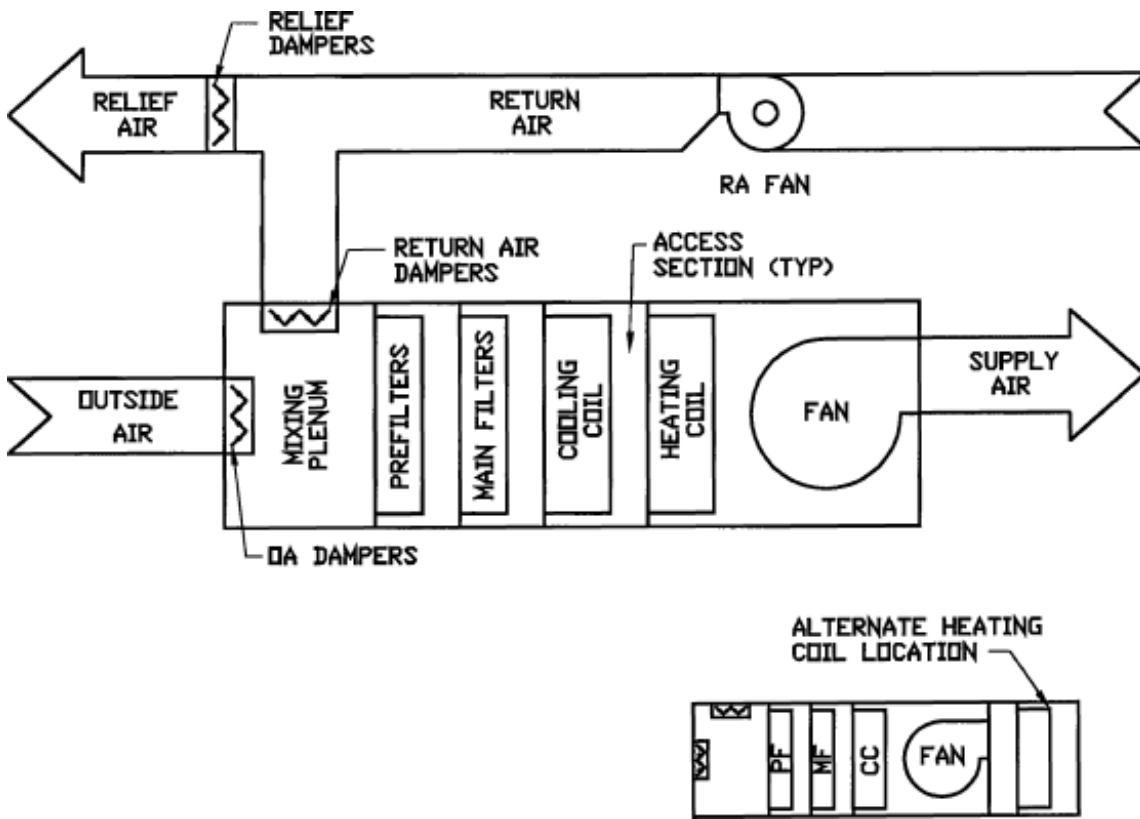 RELIEF
DAMPERS
RELIEF
AIR
RETURN
AIR
RA FAN
RETURN AIR
DAMPERS
ACCESS
SECTION (TYP)
OUTSIDE
AIR
MIXING
PLENUM
PREFILTERS
MAIN FILTERS
COOLING
COIL
HEATING
COIL
FAN
SUPPLY
AIR
OA DAMPERS
ALTERNATE HEATING
COIL LOCATION
PF
MF
CC
FAN